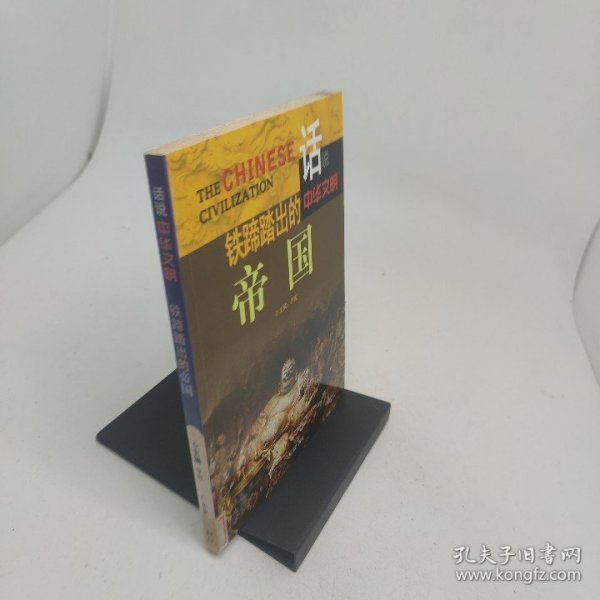 THE CHINESE
CIVILIZATION
话说
中华文明
铁蹄踏出的
帝国
话说 中华文明 铁蹄踏出的帝国
孔夫子旧书网
www.kongfz.com